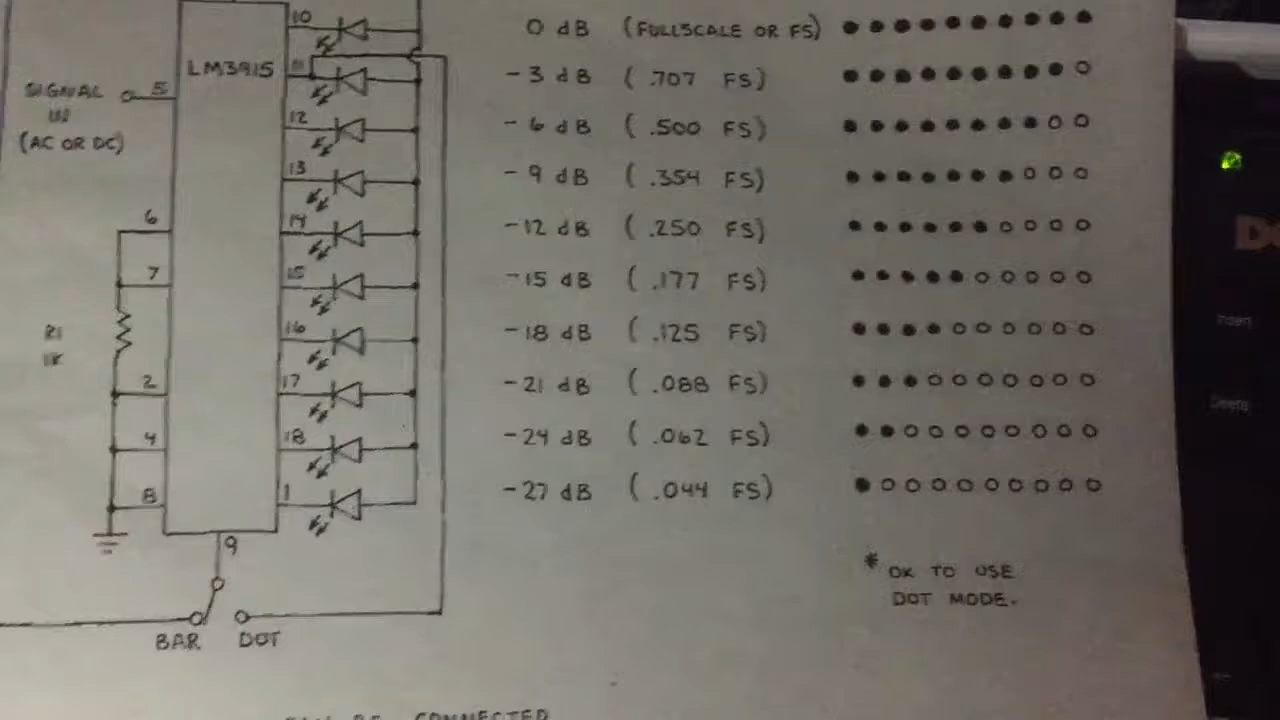 10
LM3915
11
SIGNAL 5
IN
(AC OR DC)
12
13
14
6
15
7
16
R1
1K
17
2
18
4
1
8
9
BAR DOT
0 dB (FULLSCALE OR FS)
-3 dB (.707 FS)
-6 dB (.500 FS)
-9 dB (.354 FS)
-12 dB (.250 FS)
-15 dB (.177 FS)
-18 dB (.125 FS)
-21 dB (.088 FS)
-24 dB (.062 FS)
-27 dB (.044 FS)
* OK TO USE
DOT MODE.
CONNECTED
Insert
Delete